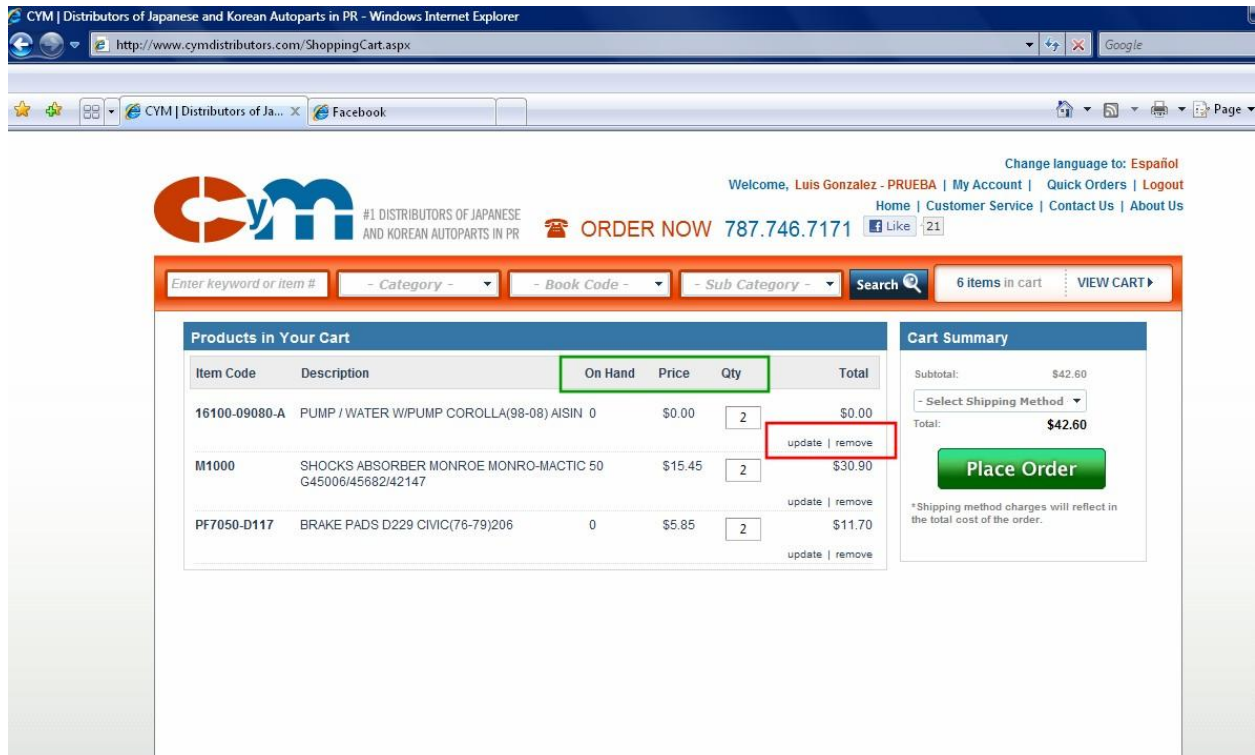 CYM | Distributors of Japanese and Korean Autoparts in PR - Windows Internet Explorer
http://www.cymdistributors.com/ShoppingCart.aspx
Google
CYM | Distributors of Ja... X Facebook
Page
Change language to: Español
Welcome, Luis Gonzalez - PRUEBA | My Account | Quick Orders | Logout
Home | Customer Service | Contact Us | About Us
Cym
#1 DISTRIBUTORS OF JAPANESE
AND KOREAN AUTOPARTS IN PR
ORDER NOW 787.746.7171 Like 21
Enter keyword or item # - Category - - Book Code - - Sub Category - Search 6 items in cart VIEW CART
Products in Your Cart
Item Code Description On Hand Price Qty Total
16100-09080-A PUMP / WATER W/PUMP COROLLA(98-08) AISIN 0 $0.00 2 $0.00
update | remove
M1000 SHOCKS ABSORBER MONROE MONRO-MACTIC 50 $15.45 2 $30.90
G45006/45682/42147
update | remove
PF7050-D117 BRAKE PADS D229 CIVIC(76-79)206 0 $5.85 2 $11.70
update | remove
Cart Summary
Subtotal: $42.60
- Select Shipping Method
Total: $42.60
Place Order
*Shipping method charges will reflect in
the total cost of the order.